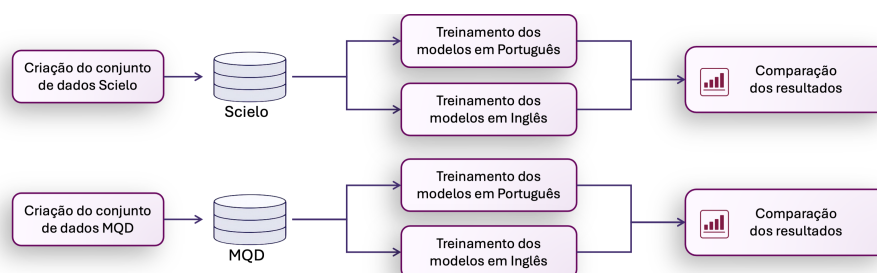 Criação do conjunto
de dados Scielo
Scielo
Treinamento dos
modelos em Português
Treinamento dos
modelos em Inglês
Comparação
dos resultados
Criação do conjunto
de dados MQD
MQD
Treinamento dos
modelos em Português
Treinamento dos
modelos em Inglês
Comparação
dos resultados